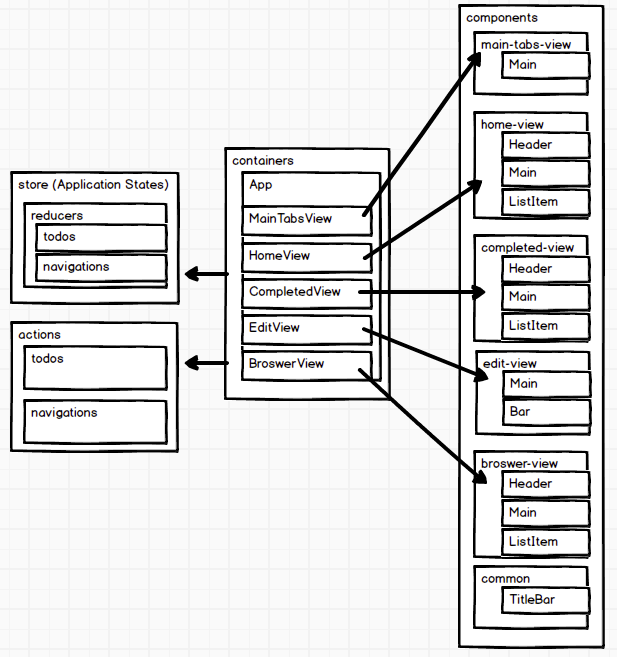 store (Application States)
reducers
todos
navigations
actions
todos
navigations
containers
App
MainTabsView
HomeView
CompletedView
EditView
BroswerView
components
main-tabs-view
Main
home-view
Header
Main
ListItem
completed-view
Header
Main
ListItem
edit-view
Main
Bar
broswer-view
Header
Main
ListItem
common
TitleBar